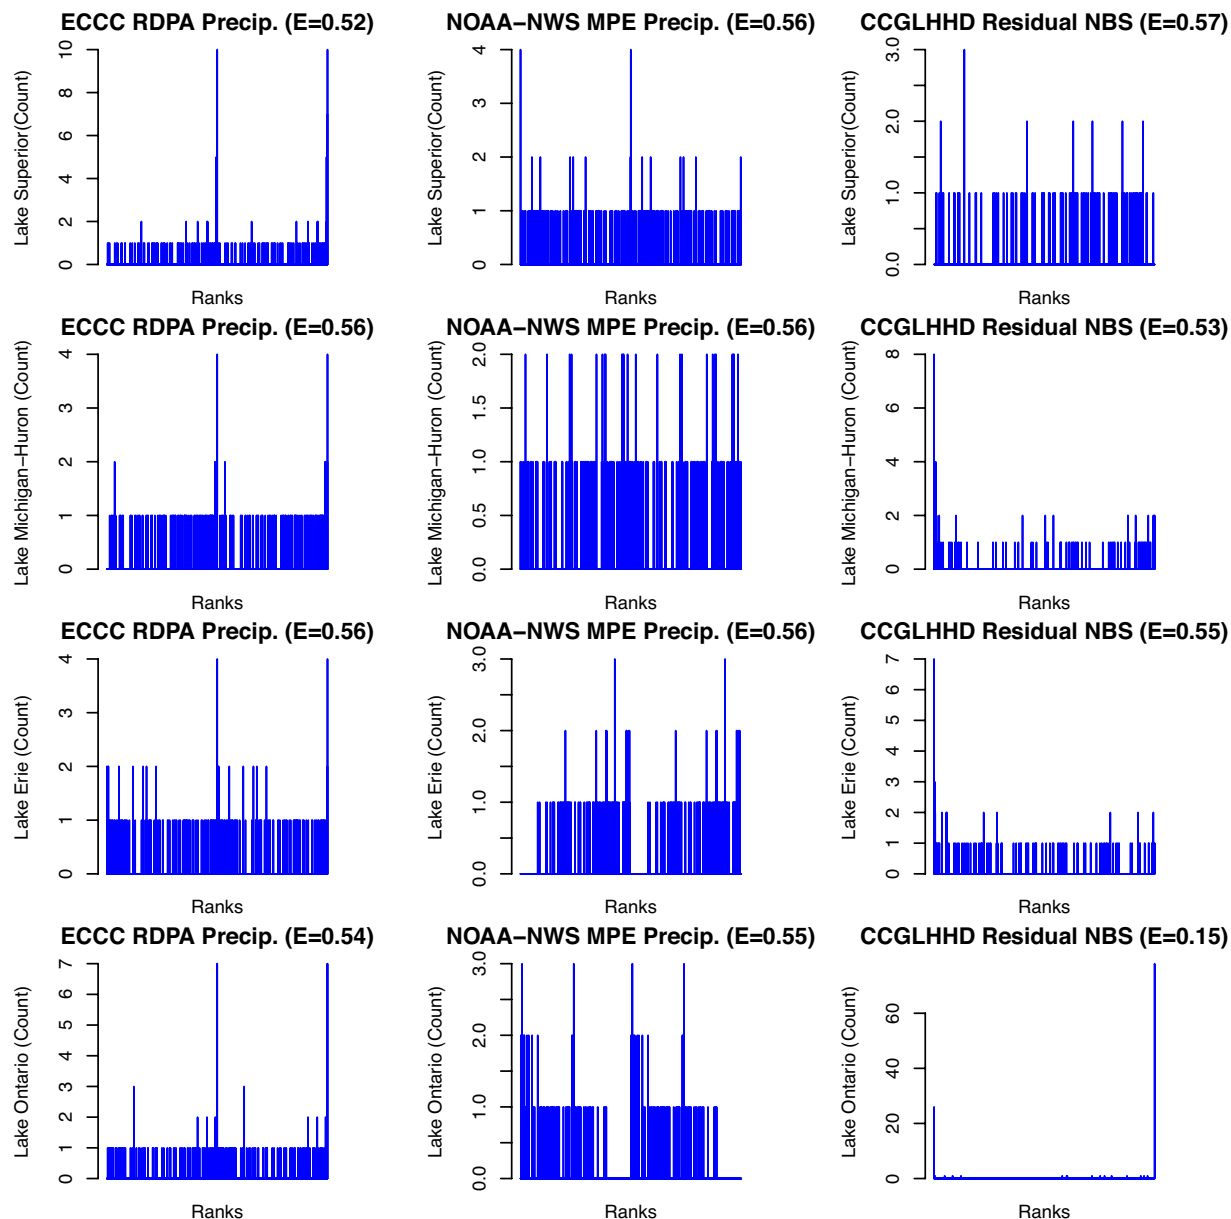 ECCC RDPA Precip. (E=0.52)
Lake Superior(Count)
0 2 4 6 8 10
Ranks
NOAA−NWS MPE Precip. (E=0.56)
Lake Superior(Count)
0 1 2 3 4
Ranks
CCGLHHD Residual NBS (E=0.57)
Lake Superior(Count)
0.0 1.0 2.0 3.0
Ranks
ECCC RDPA Precip. (E=0.56)
Lake Michigan−Huron (Count)
0 1 2 3 4
Ranks
NOAA−NWS MPE Precip. (E=0.56)
Lake Michigan−Huron (Count)
0.0 0.5 1.0 1.5 2.0
Ranks
CCGLHHD Residual NBS (E=0.53)
Lake Michigan−Huron (Count)
0 2 4 6 8
Ranks
ECCC RDPA Precip. (E=0.56)
Lake Erie (Count)
0 1 2 3 4
Ranks
NOAA−NWS MPE Precip. (E=0.56)
Lake Erie (Count)
0.0 1.0 2.0 3.0
Ranks
CCGLHHD Residual NBS (E=0.55)
Lake Erie (Count)
0 1 2 3 4 5 6 7
Ranks
ECCC RDPA Precip. (E=0.54)
Lake Ontario (Count)
0 1 2 3 4 5 6 7
Ranks
NOAA−NWS MPE Precip. (E=0.55)
Lake Ontario (Count)
0.0 1.0 2.0 3.0
Ranks
CCGLHHD Residual NBS (E=0.15)
Lake Ontario (Count)
0 20 40 60
Ranks